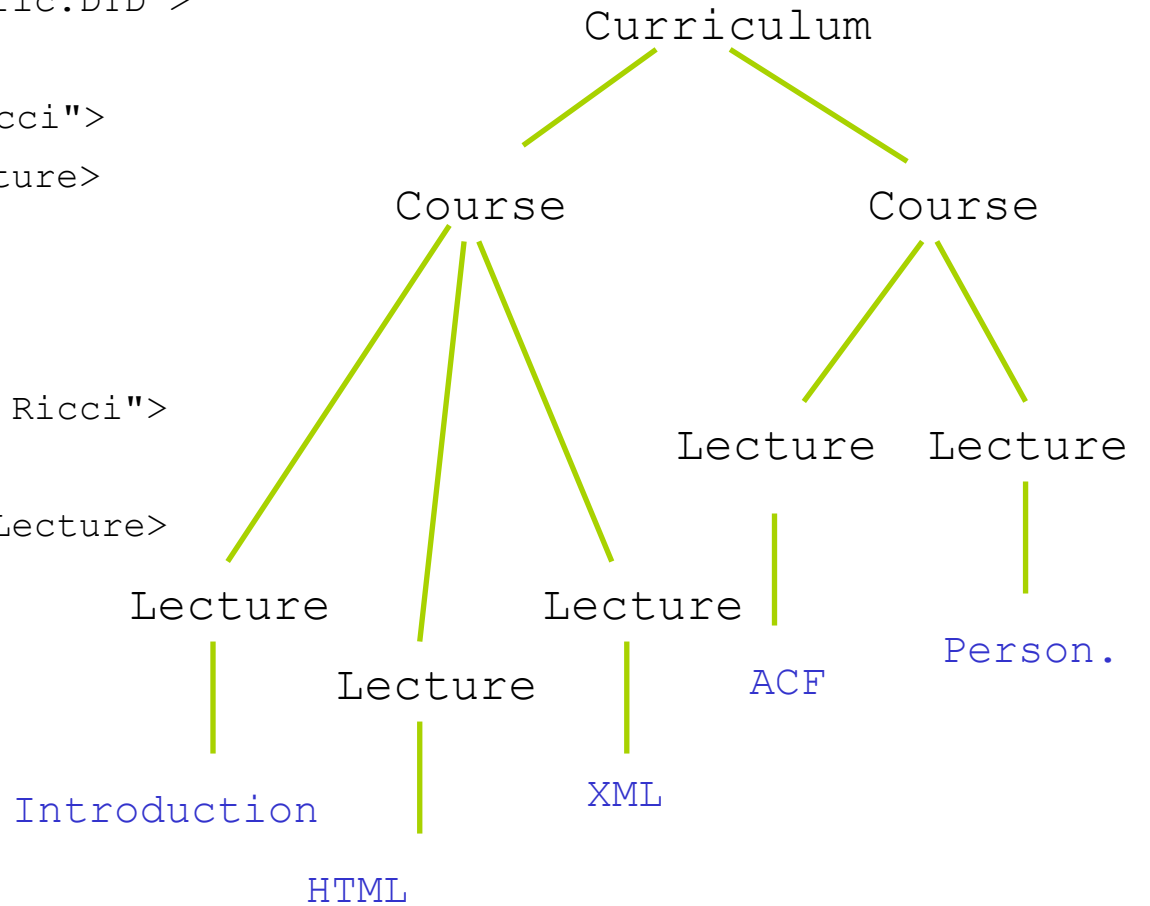 Curriculum
cci">
ture>
Course Course
Ricci">
Lecture Lecture
Lecture>
Lecture Lecture
Person.
Lecture
ACF
XML
Introduction
HTML